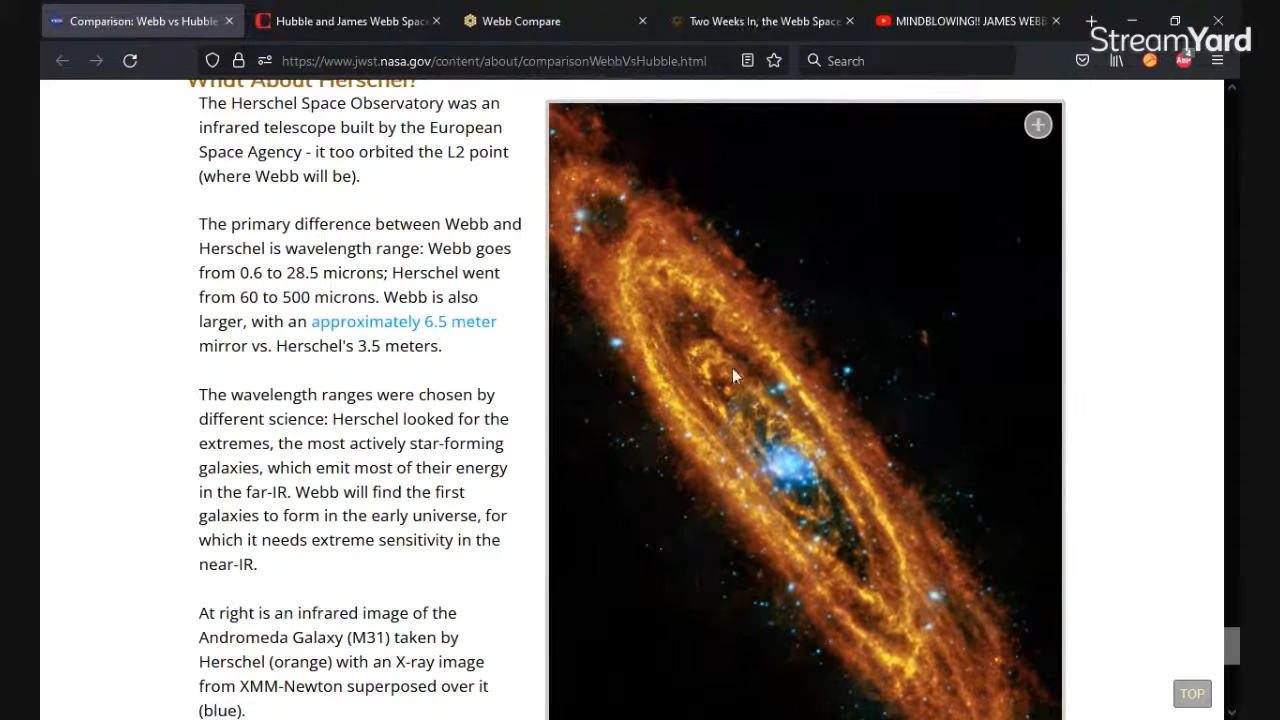 Comparison: Webb vs Hubble
Hubble and James Webb Spac
Webb Compare
Two Weeks In, the Webb Space
MINDBLOWING!! JAMES WEBB
StreamYard
https://www.jwst.nasa.gov/content/about/comparisonWebbVsHubble.html
Search
4
ABP
What About Herschel?
The Herschel Space Observatory was an
infrared telescope built by the European
Space Agency - it too orbited the L2 point
(where Webb will be).
The primary difference between Webb and
Herschel is wavelength range: Webb goes
from 0.6 to 28.5 microns; Herschel went
from 60 to 500 microns. Webb is also
larger, with an approximately 6.5 meter
mirror vs. Herschel's 3.5 meters.
The wavelength ranges were chosen by
different science: Herschel looked for the
extremes, the most actively star-forming
galaxies, which emit most of their energy
in the far-IR. Webb will find the first
galaxies to form in the early universe, for
which it needs extreme sensitivity in the
near-IR.
At right is an infrared image of the
Andromeda Galaxy (M31) taken by
Herschel (orange) with an X-ray image
from XMM-Newton superposed over it
(blue).
TOP